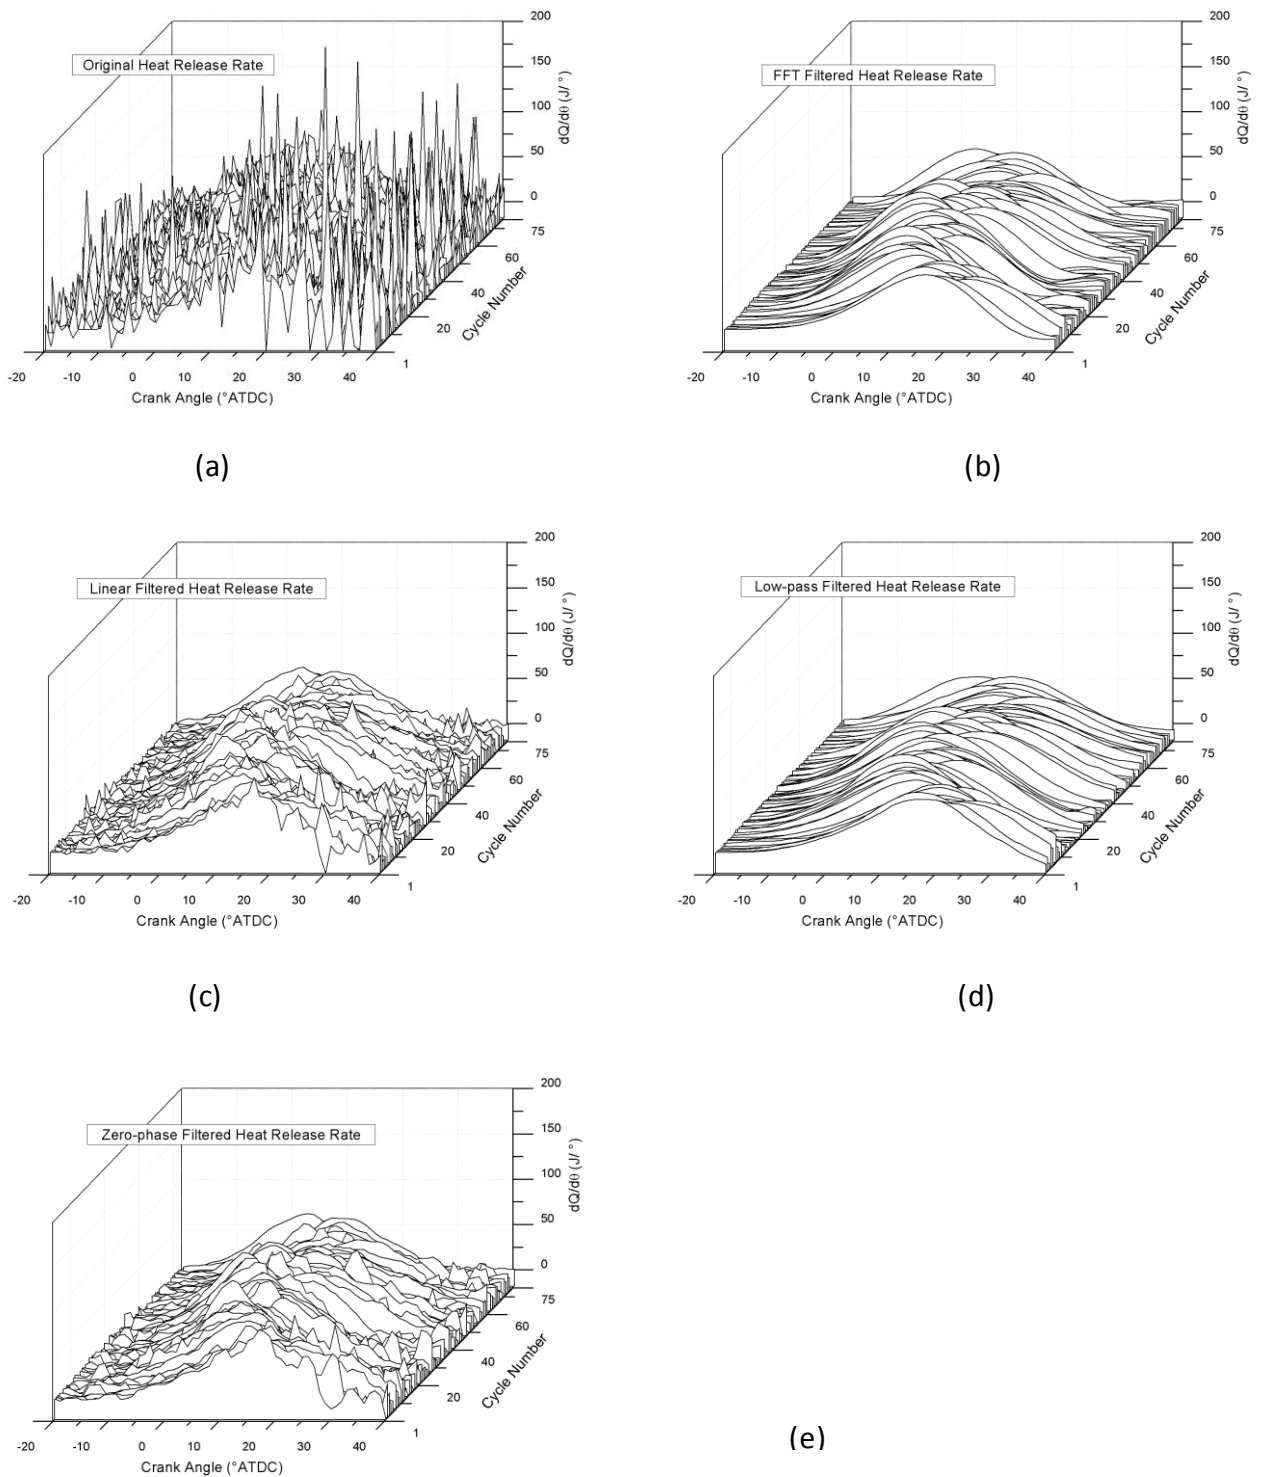 Original Heat Release Rate
200
150
100
50
0
dQ/dθ (J/ °)
75
60
40
20
1
Cycle Number
-20 -10 0 10 20 30 40
Crank Angle (°ATDC)
(a)
FFT Filtered Heat Release Rate
200
150
100
50
0
dQ/dθ (J/ °)
75
60
40
20
1
Cycle Number
-20 -10 0 10 20 30 40
Crank Angle (°ATDC)
(b)
Linear Filtered Heat Release Rate
200
150
100
50
0
dQ/dθ (J/ °)
75
60
40
20
1
Cycle Number
-20 -10 0 10 20 30 40
Crank Angle (°ATDC)
(c)
Low-pass Filtered Heat Release Rate
200
150
100
50
0
dQ/dθ (J/ °)
75
60
40
20
1
Cycle Number
-20 -10 0 10 20 30 40
Crank Angle (°ATDC)
(d)
Zero-phase Filtered Heat Release Rate
200
150
100
50
0
dQ/dθ (J/ °)
75
60
40
20
1
Cycle Number
-20 -10 0 10 20 30 40
Crank Angle (°ATDC)
(e)